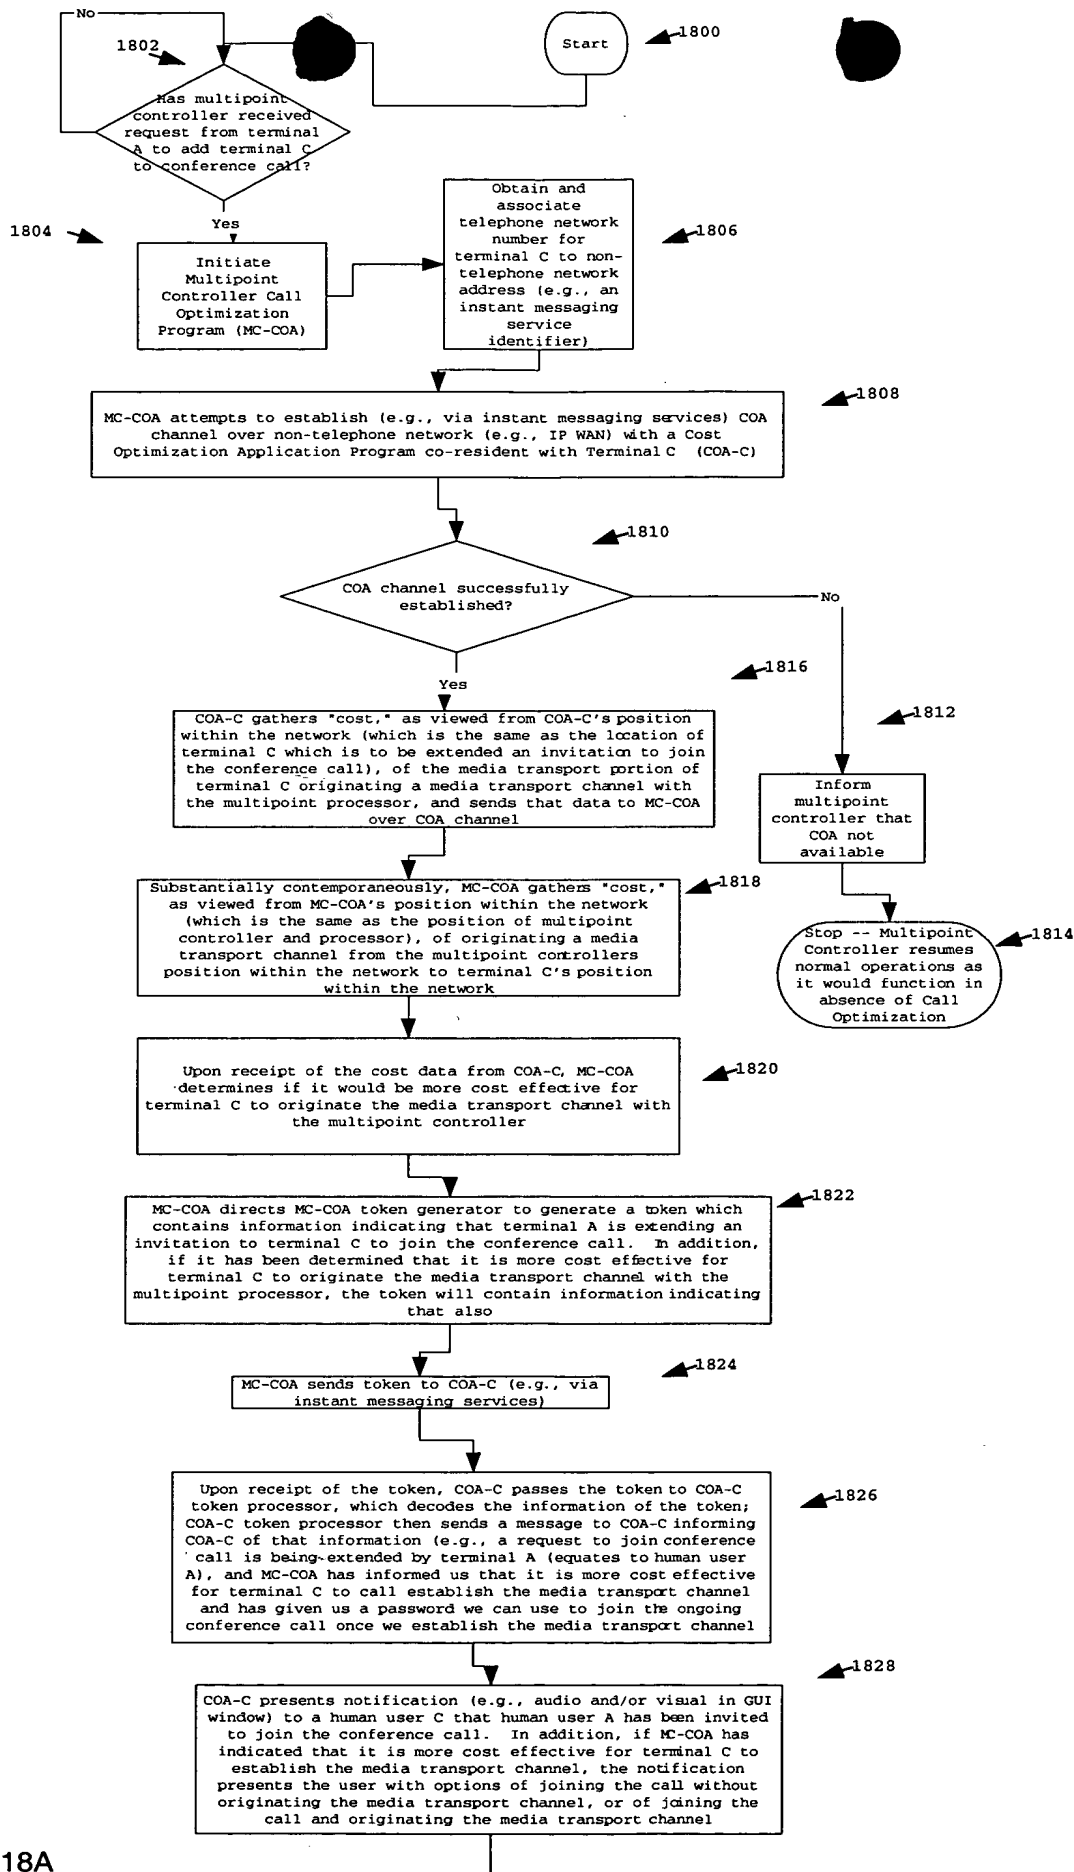 No
1802
Start
1800
Has multipoint
controller received
request from terminal
A to add terminal C
to conference call?
Yes
1804
Initiate
Multipoint
Controller Call
Optimization
Program (MC-COA)
Obtain and
associate
telephone network
number for
terminal C to non-
telephone network
address (e.g., an
instant messaging
service
identifier)
1806
1808
MC-COA attempts to establish (e.g., via instant messaging services) COA
channel over non-telephone network (e.g., IP WAN) with a Cost
Optimization Application Program co-resident with Terminal C (COA-C)
1810
COA channel successfully
established?
No
Yes
1816
COA-C gathers "cost," as viewed from COA-C's position
within the network (which is the same as the location of
terminal C which is to be extended an invitation to join
the conference call), of the media transport portion of
terminal C originating a media transport channel with
the multipoint processor, and sends that data to MC-COA
over COA channel
1812
Inform
multipoint
controller that
COA not
available
1818
Substantially contemporaneously, MC-COA gathers "cost,"
as viewed from MC-COA's position within the network
(which is the same as the position of multipoint
controller and processor), of originating a media
transport channel from the multipoint controllers
position within the network to terminal C's position
within the network
1814
Stop -- Multipoint
Controller resumes
normal operations as
it would function in
absence of Call
Optimization
1820
Upon receipt of the cost data from COA-C, MC-COA
determines if it would be more cost effective for
terminal C to originate the media transport channel with
the multipoint controller
1822
MC-COA directs MC-COA token generator to generate a token which
contains information indicating that terminal A is extending an
invitation to terminal C to join the conference call. In addition,
if it has been determined that it is more cost effective for
terminal C to originate the media transport channel with the
multipoint processor, the token will contain information indicating
that also
1824
MC-COA sends token to COA-C (e.g., via
instant messaging services)
1826
Upon receipt of the token, COA-C passes the token to COA-C
token processor, which decodes the information of the token;
COA-C token processor then sends a message to COA-C informing
COA-C of that information (e.g., a request to join conference
call is being extended by terminal A (equates to human user
A), and MC-COA has informed us that it is more cost effective
for terminal C to call establish the media transport channel
and has given us a password we can use to join the ongoing
conference call once we establish the media transport channel
1828
COA-C presents notification (e.g., audio and/or visual in GUI
window) to a human user C that human user A has been invited
to join the conference call. In addition, if MC-COA has
indicated that it is more cost effective for terminal C to
establish the media transport channel, the notification
presents the user with options of joining the call without
originating the media transport channel, or of joining the
call and originating the media transport channel
18A